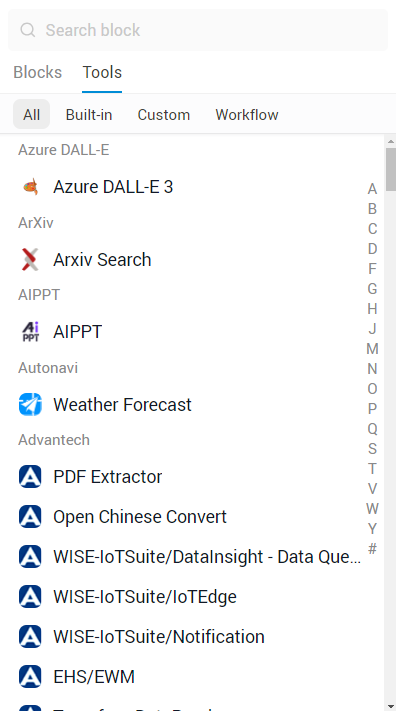 Search block
Blocks Tools
All Built-in Custom Workflow
Azure DALL-E
Azure DALL-E 3
ArXiv
Arxiv Search
AIPPT
Ai
PPT
AIPPT
Autonavi
Weather Forecast
Advantech
PDF Extractor
Open Chinese Convert
WISE-IoTSuite/DataInsight - Data Que...
WISE-IoTSuite/IoTEdge
WISE-IoTSuite/Notification
EHS/EWM
A
B
C
D
F
G
H
J
M
N
O
P
Q
S
T
V
W
Y
#